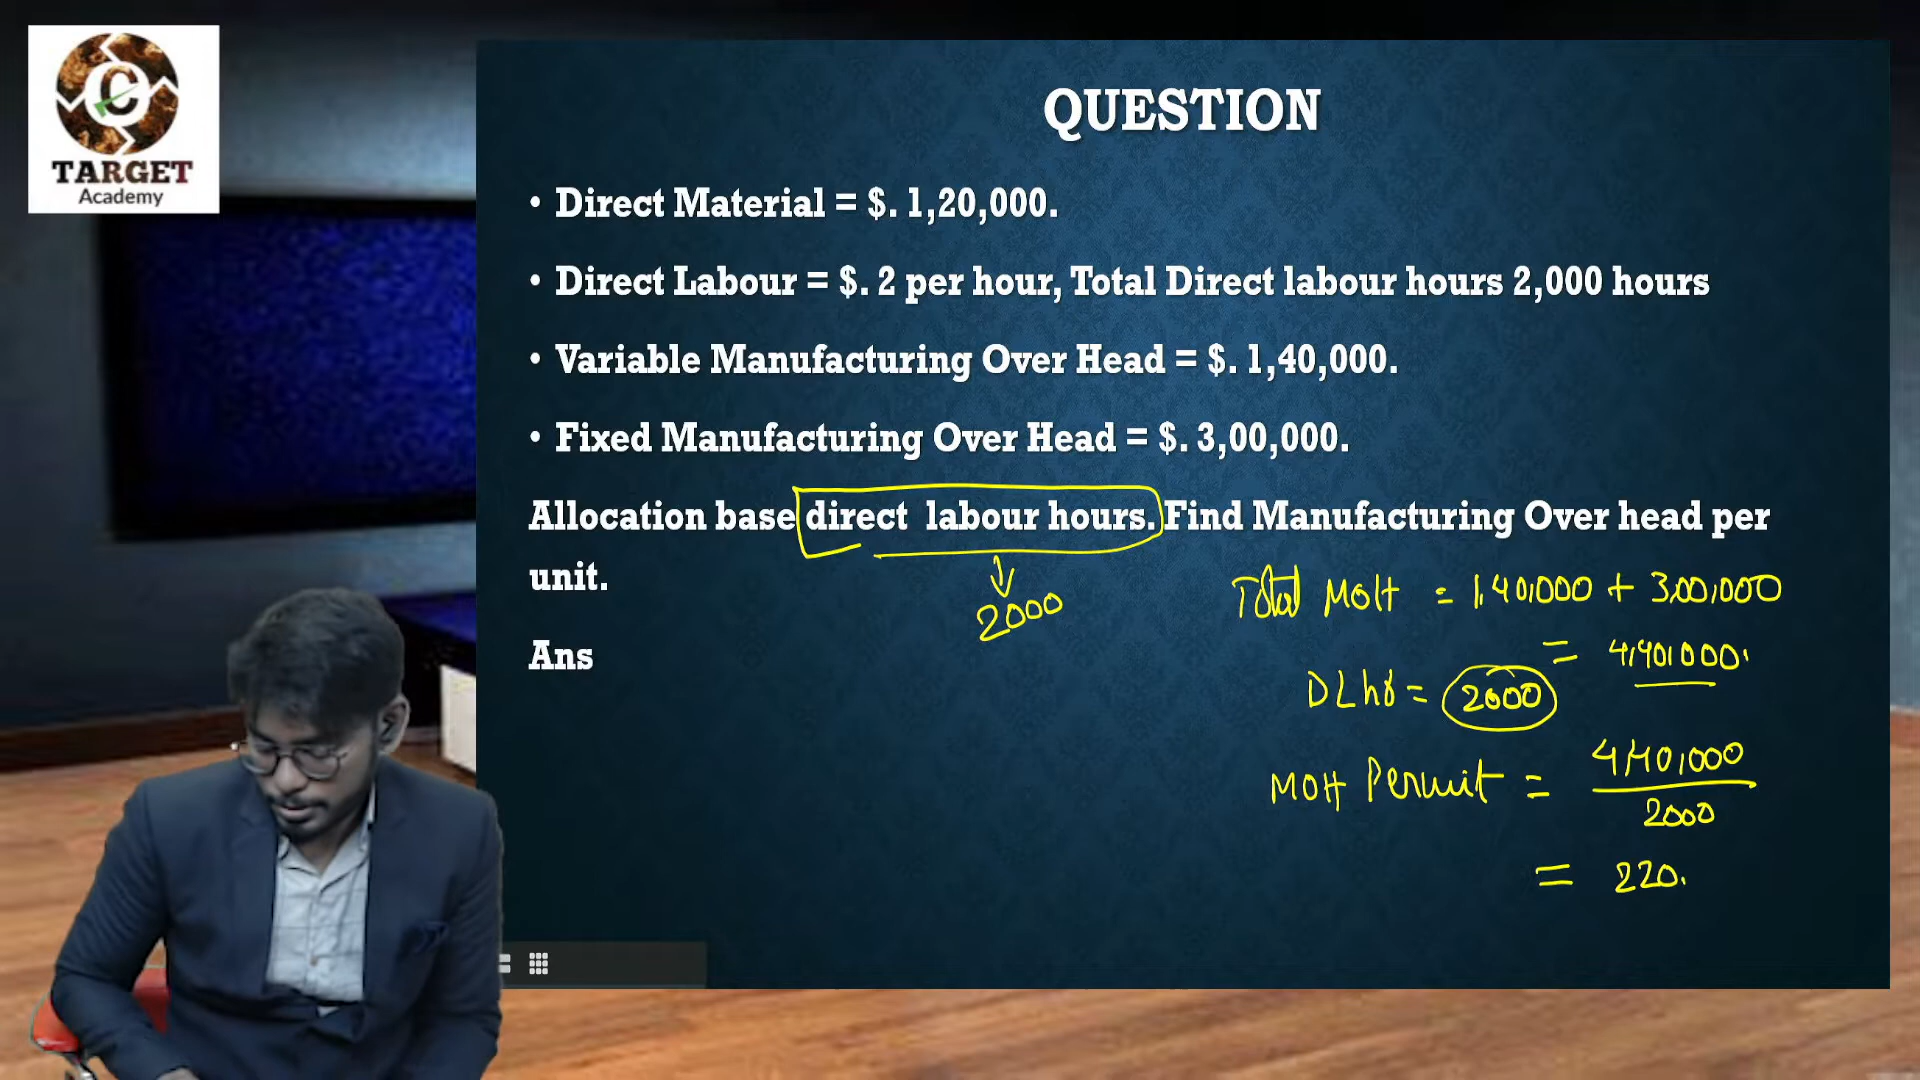 TARGET
Academy
QUESTION
• Direct Material = $. 1,20,000.
• Direct Labour = $. 2 per hour, Total Direct labour hours 2,000 hours
• Variable Manufacturing Over Head = $. 1,40,000.
• Fixed Manufacturing Over Head = $. 3,00,000.
Allocation base direct labour hours. Find Manufacturing Over head per
unit.
2000
Total MOH = 1,40,000 + 3,00,000
= 4,40,000.
Ans
DLhr = 2000
MOH Per unit = 4,40,000
2000
= 220.